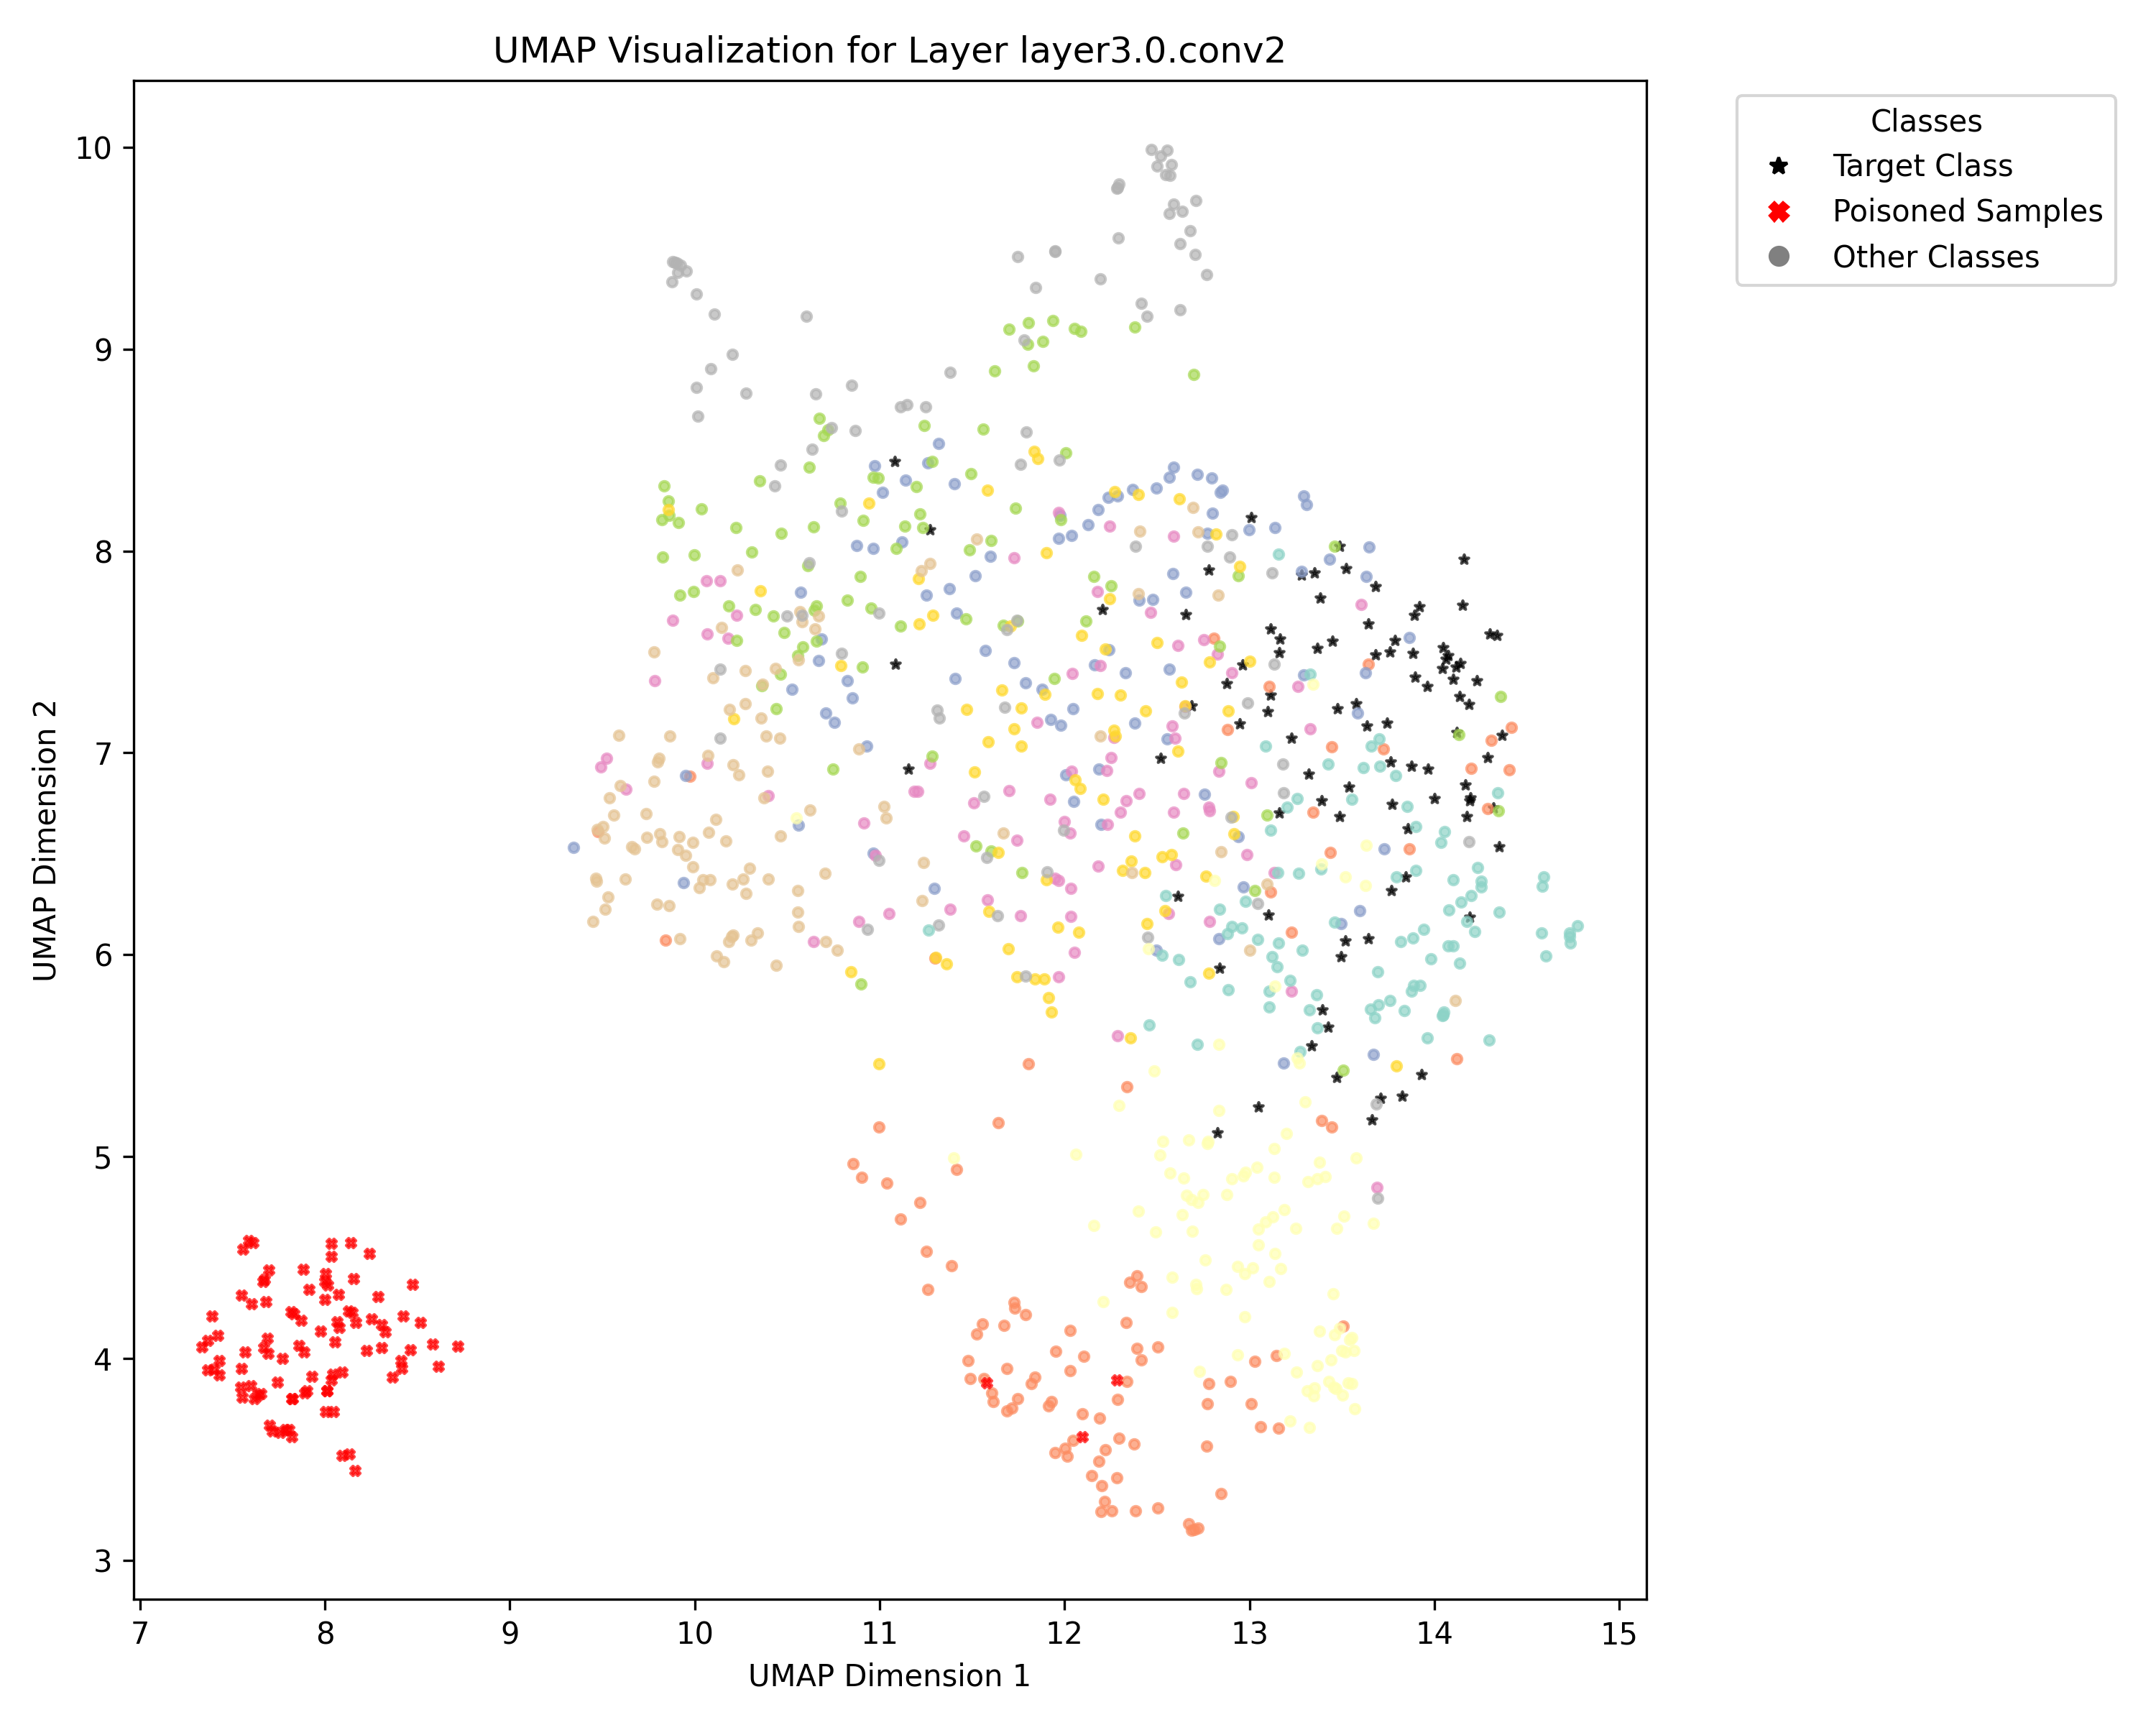 UMAP Visualization for Layer layer3.0.conv2
Classes
Target Class
Poisoned Samples
Other Classes
10
9
8
7
6
5
4
3
UMAP Dimension 2
7 8 9 10 11 12 13 14 15
UMAP Dimension 1